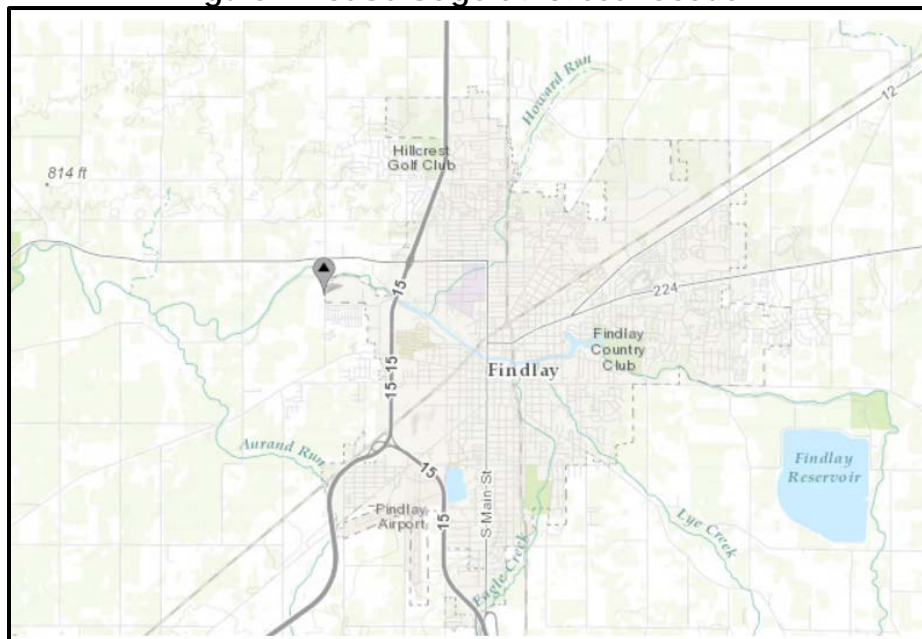 Howard Run
12
Hillcrest
Golf Club
814 ft
15
224
Findlay
Country
Club
15-15
Findlay
Aurand Run
15
Findlay
Reservoir
S Main St
Findlay
Airport
15
Lye Creek
Eagle Creek